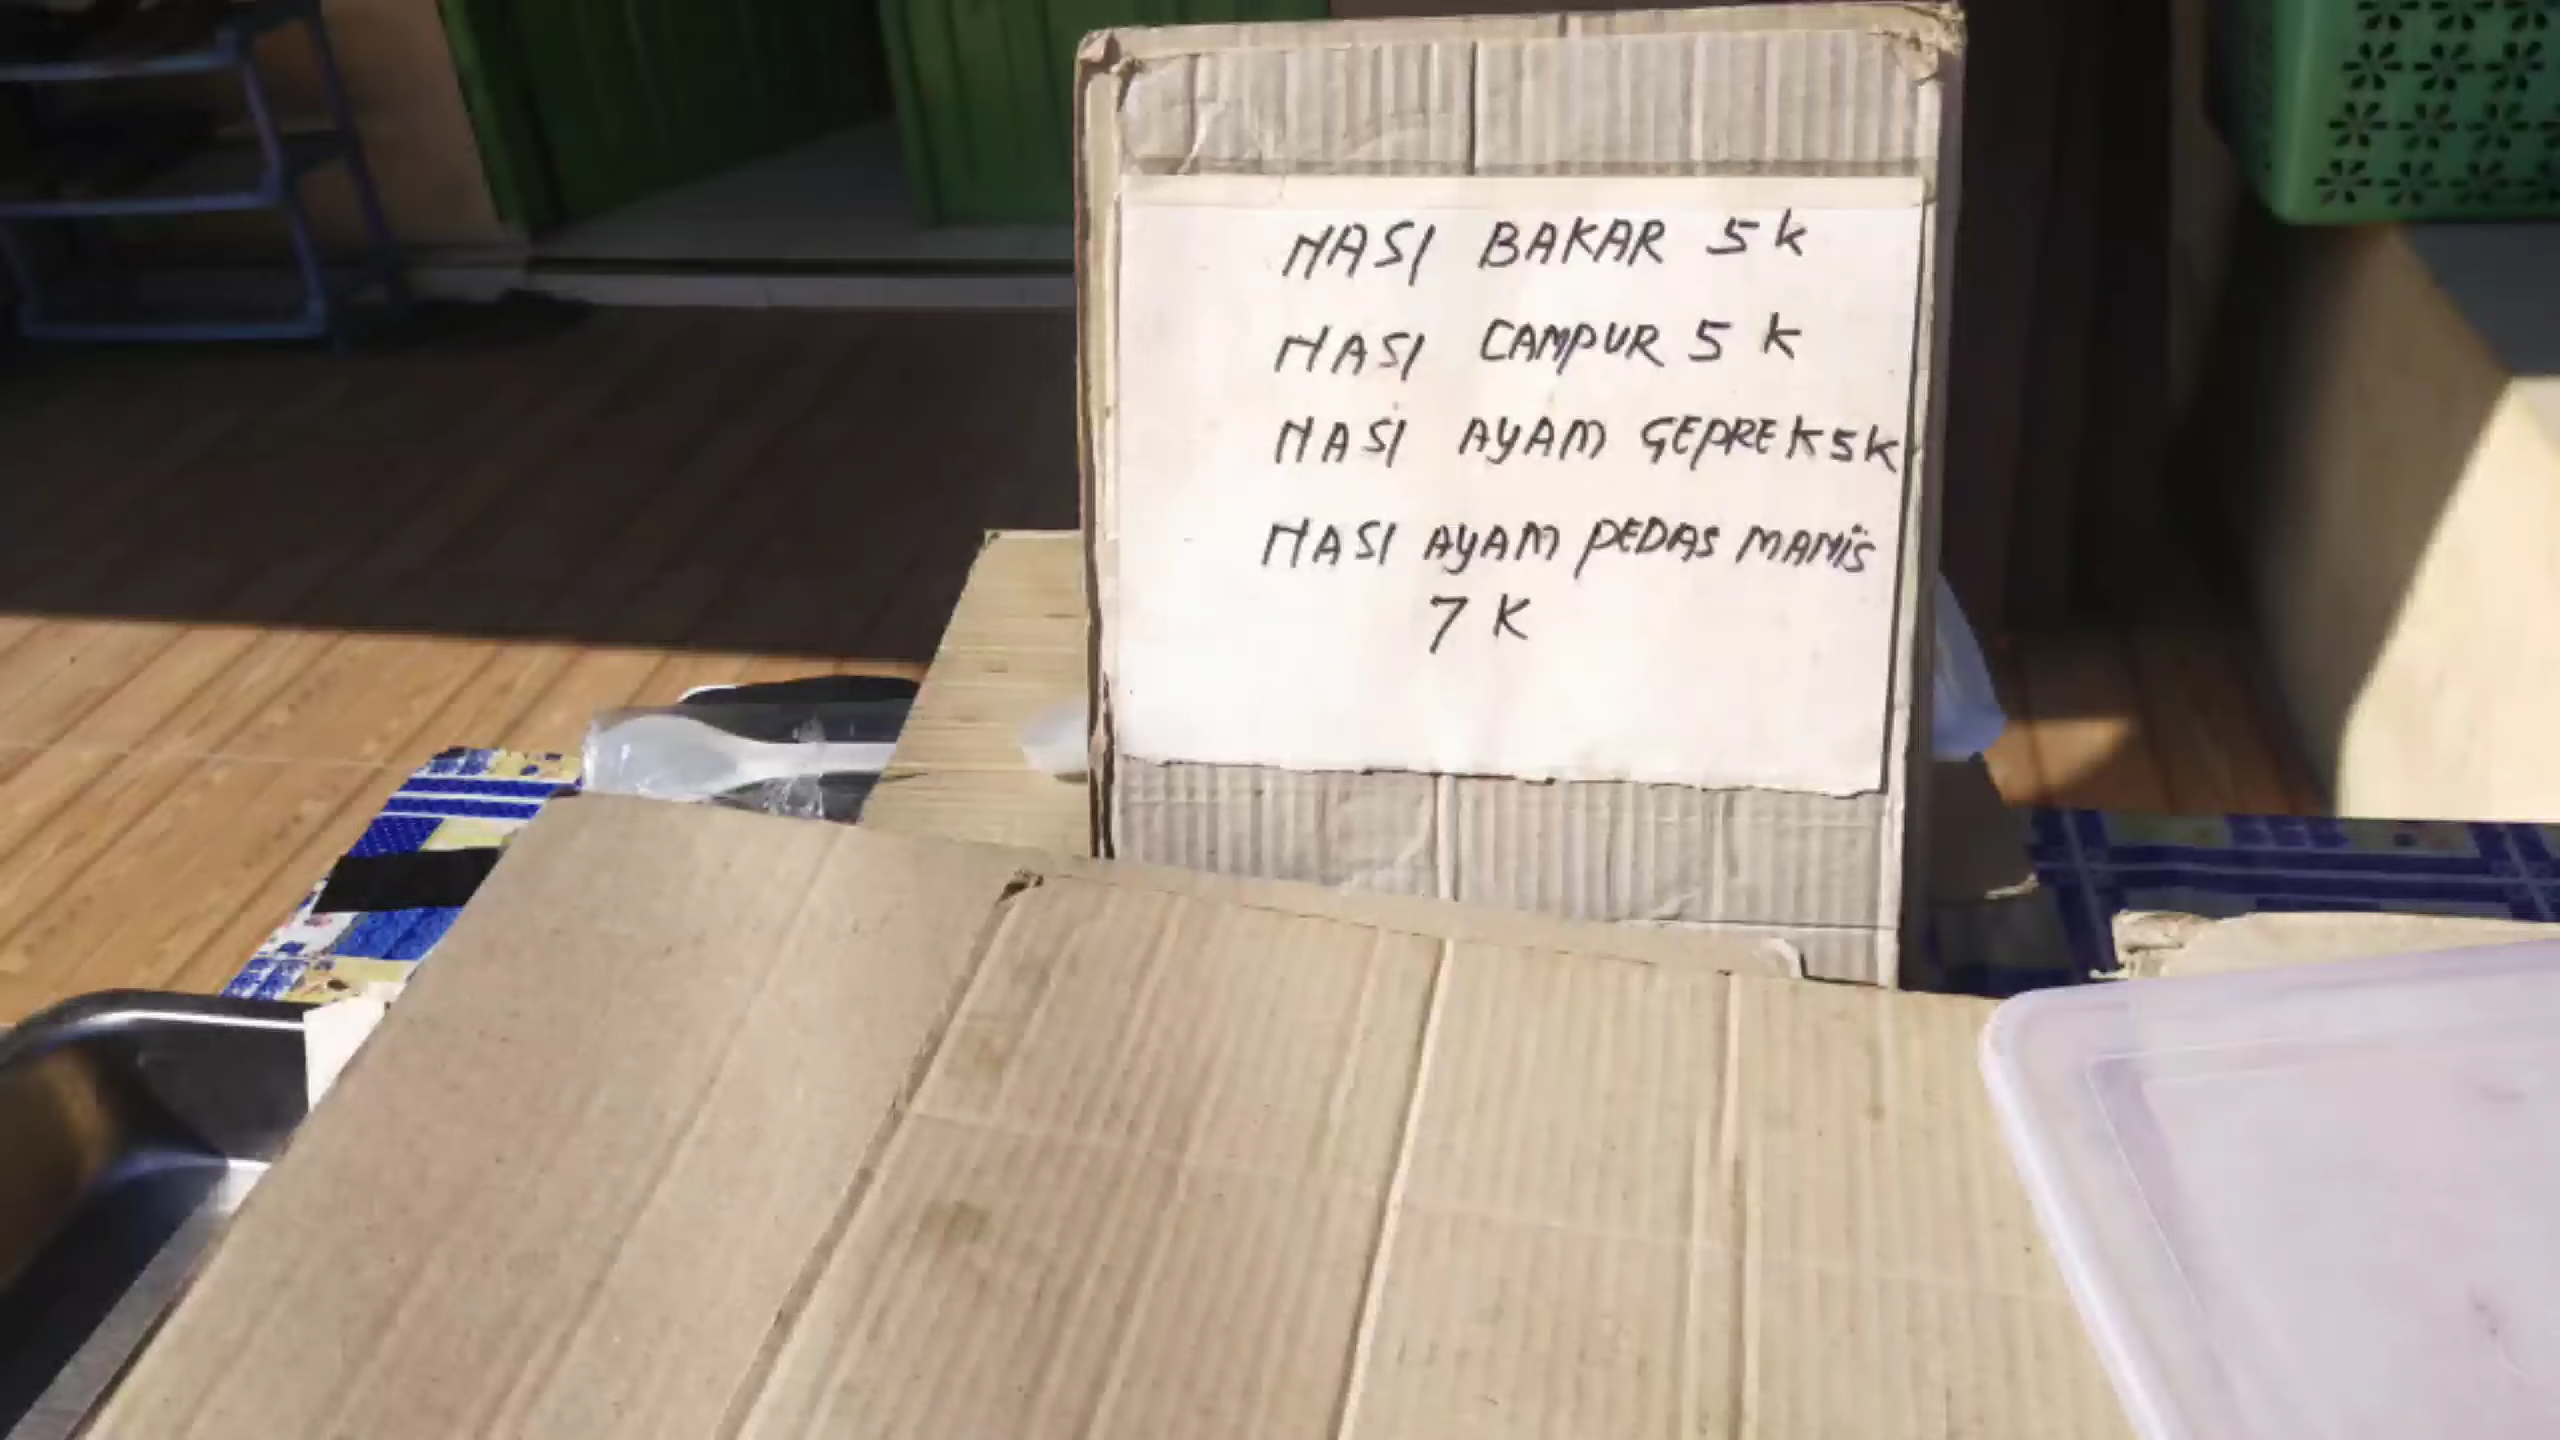 NASI BAKAR 5k
NASI CAMPUR 5 k
NASI AYAM GEPREK 5k
NASI AYAM PEDAS MANiS
7 K